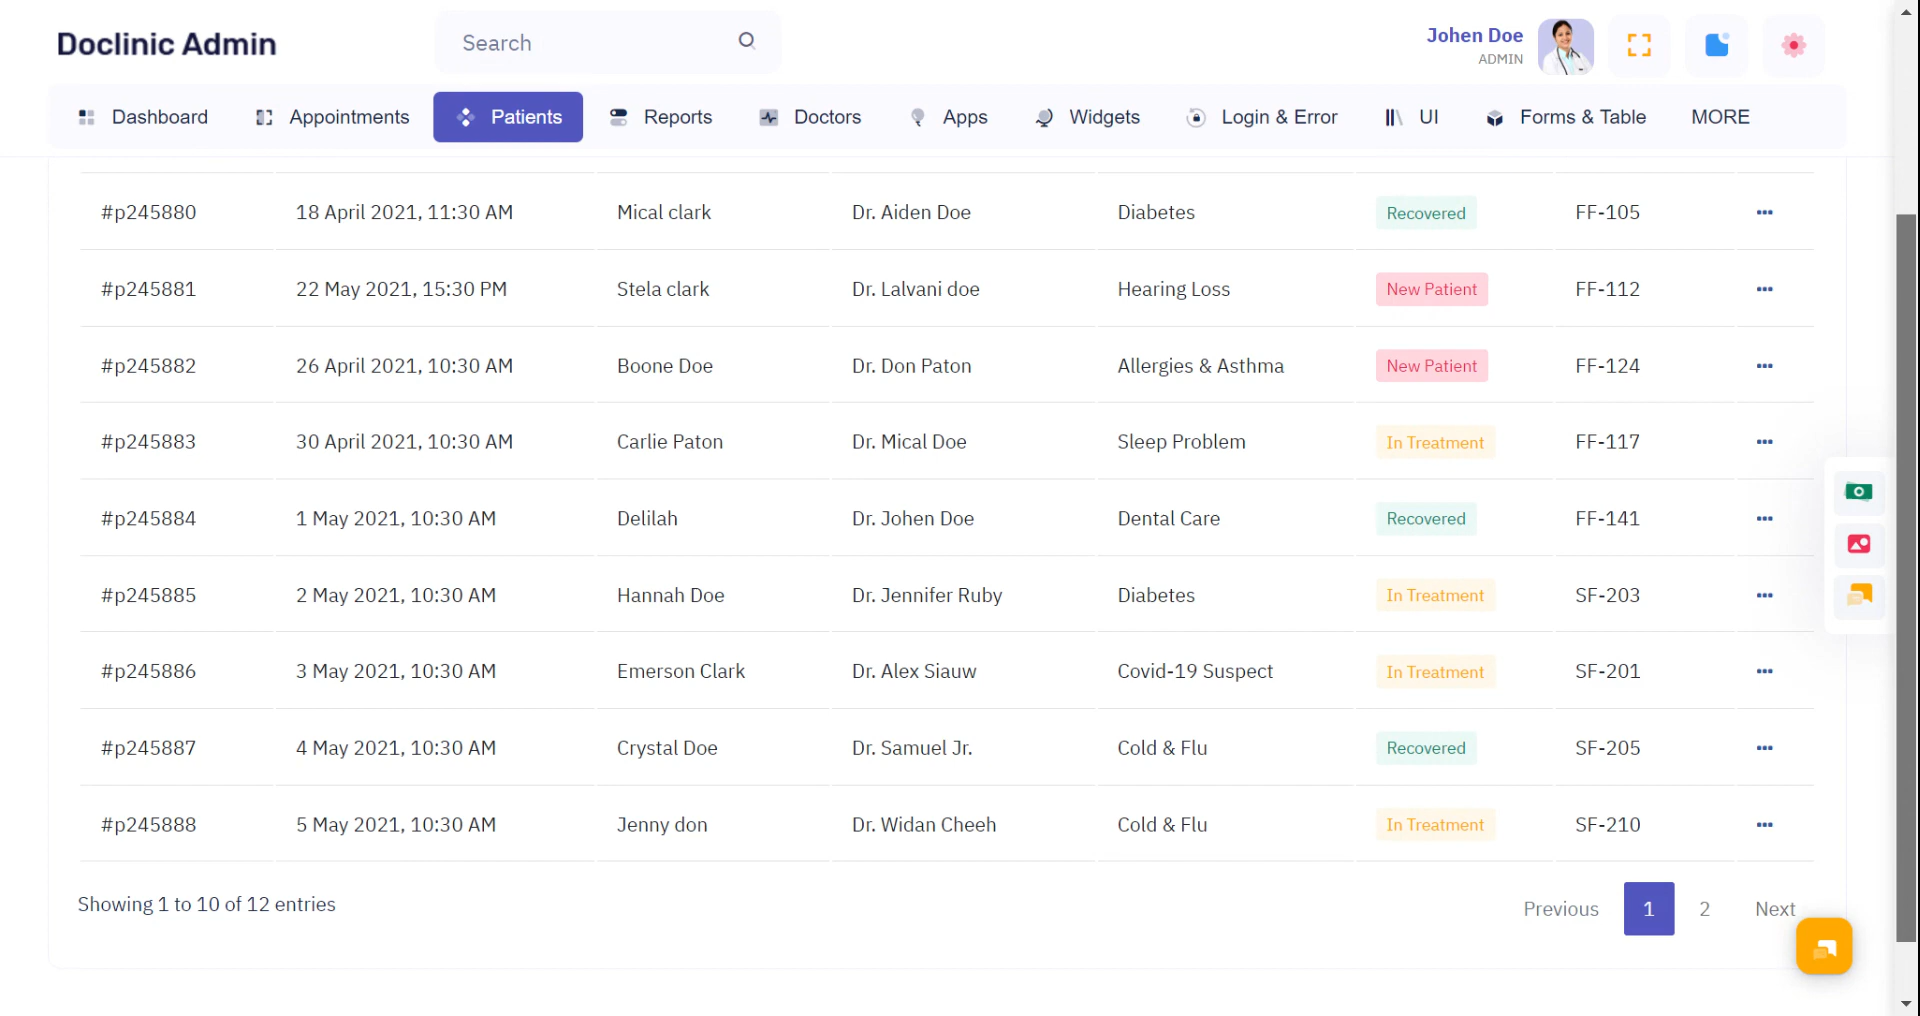 Doclinic Admin
Search
Johen Doe
ADMIN
Dashboard Appointments Patients Reports Doctors Apps Widgets Login & Error UI Forms & Table MORE
#p245880 18 April 2021, 11:30 AM Mical clark Dr. Aiden Doe Diabetes Recovered FF-105
#p245881 22 May 2021, 15:30 PM Stela clark Dr. Lalvani doe Hearing Loss New Patient FF-112
#p245882 26 April 2021, 10:30 AM Boone Doe Dr. Don Paton Allergies & Asthma New Patient FF-124
#p245883 30 April 2021, 10:30 AM Carlie Paton Dr. Mical Doe Sleep Problem In Treatment FF-117
#p245884 1 May 2021, 10:30 AM Delilah Dr. Johen Doe Dental Care Recovered FF-141
#p245885 2 May 2021, 10:30 AM Hannah Doe Dr. Jennifer Ruby Diabetes In Treatment SF-203
#p245886 3 May 2021, 10:30 AM Emerson Clark Dr. Alex Siauw Covid-19 Suspect In Treatment SF-201
#p245887 4 May 2021, 10:30 AM Crystal Doe Dr. Samuel Jr. Cold & Flu Recovered SF-205
#p245888 5 May 2021, 10:30 AM Jenny don Dr. Widan Cheeh Cold & Flu In Treatment SF-210
Showing 1 to 10 of 12 entries
Previous 1 2 Next